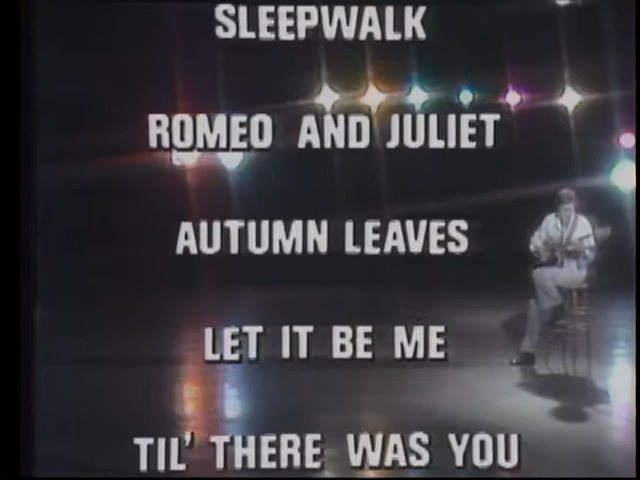 SLEEPWALK
ROMEO AND JULIET
AUTUMN LEAVES
LET IT BE ME
TIL' THERE WAS YOU